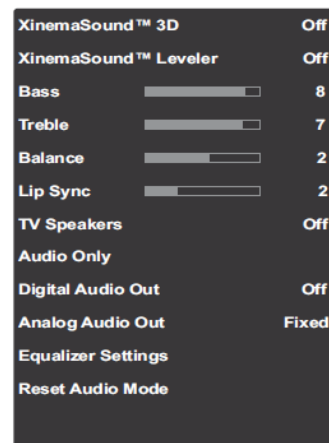 XinemaSound™ 3D Off
XinemaSound™ Leveler Off
Bass 8
Treble 7
Balance 2
Lip Sync 2
TV Speakers Off
Audio Only
Digital Audio Out Off
Analog Audio Out Fixed
Equalizer Settings
Reset Audio Mode